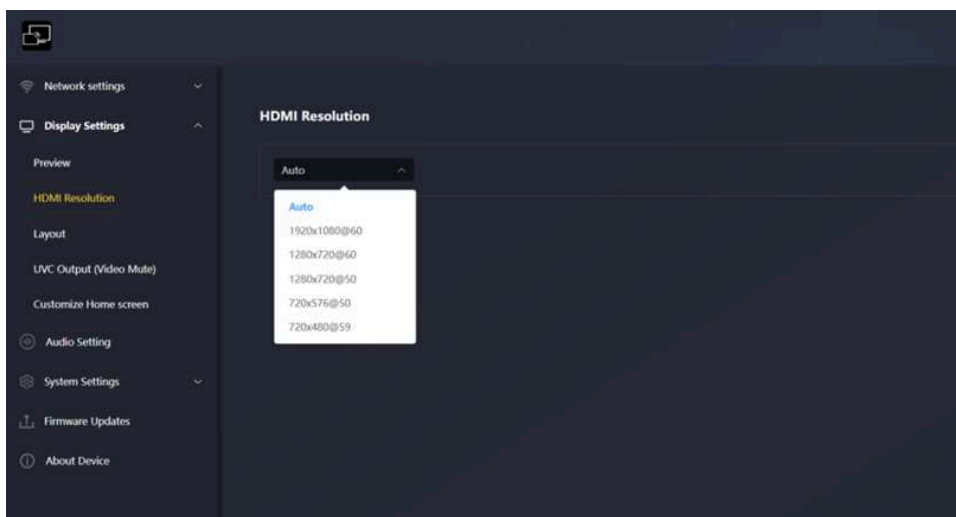 Network settings
Display Settings
Preview
HDMI Resolution
Layout
UVC Output (Video Mute)
Customize Home screen
Audio Setting
System Settings
Firmware Updates
About Device
HDMI Resolution
Auto
Auto
1920x1080@60
1280x720@60
1280x720@50
720x576@50
720x480@59